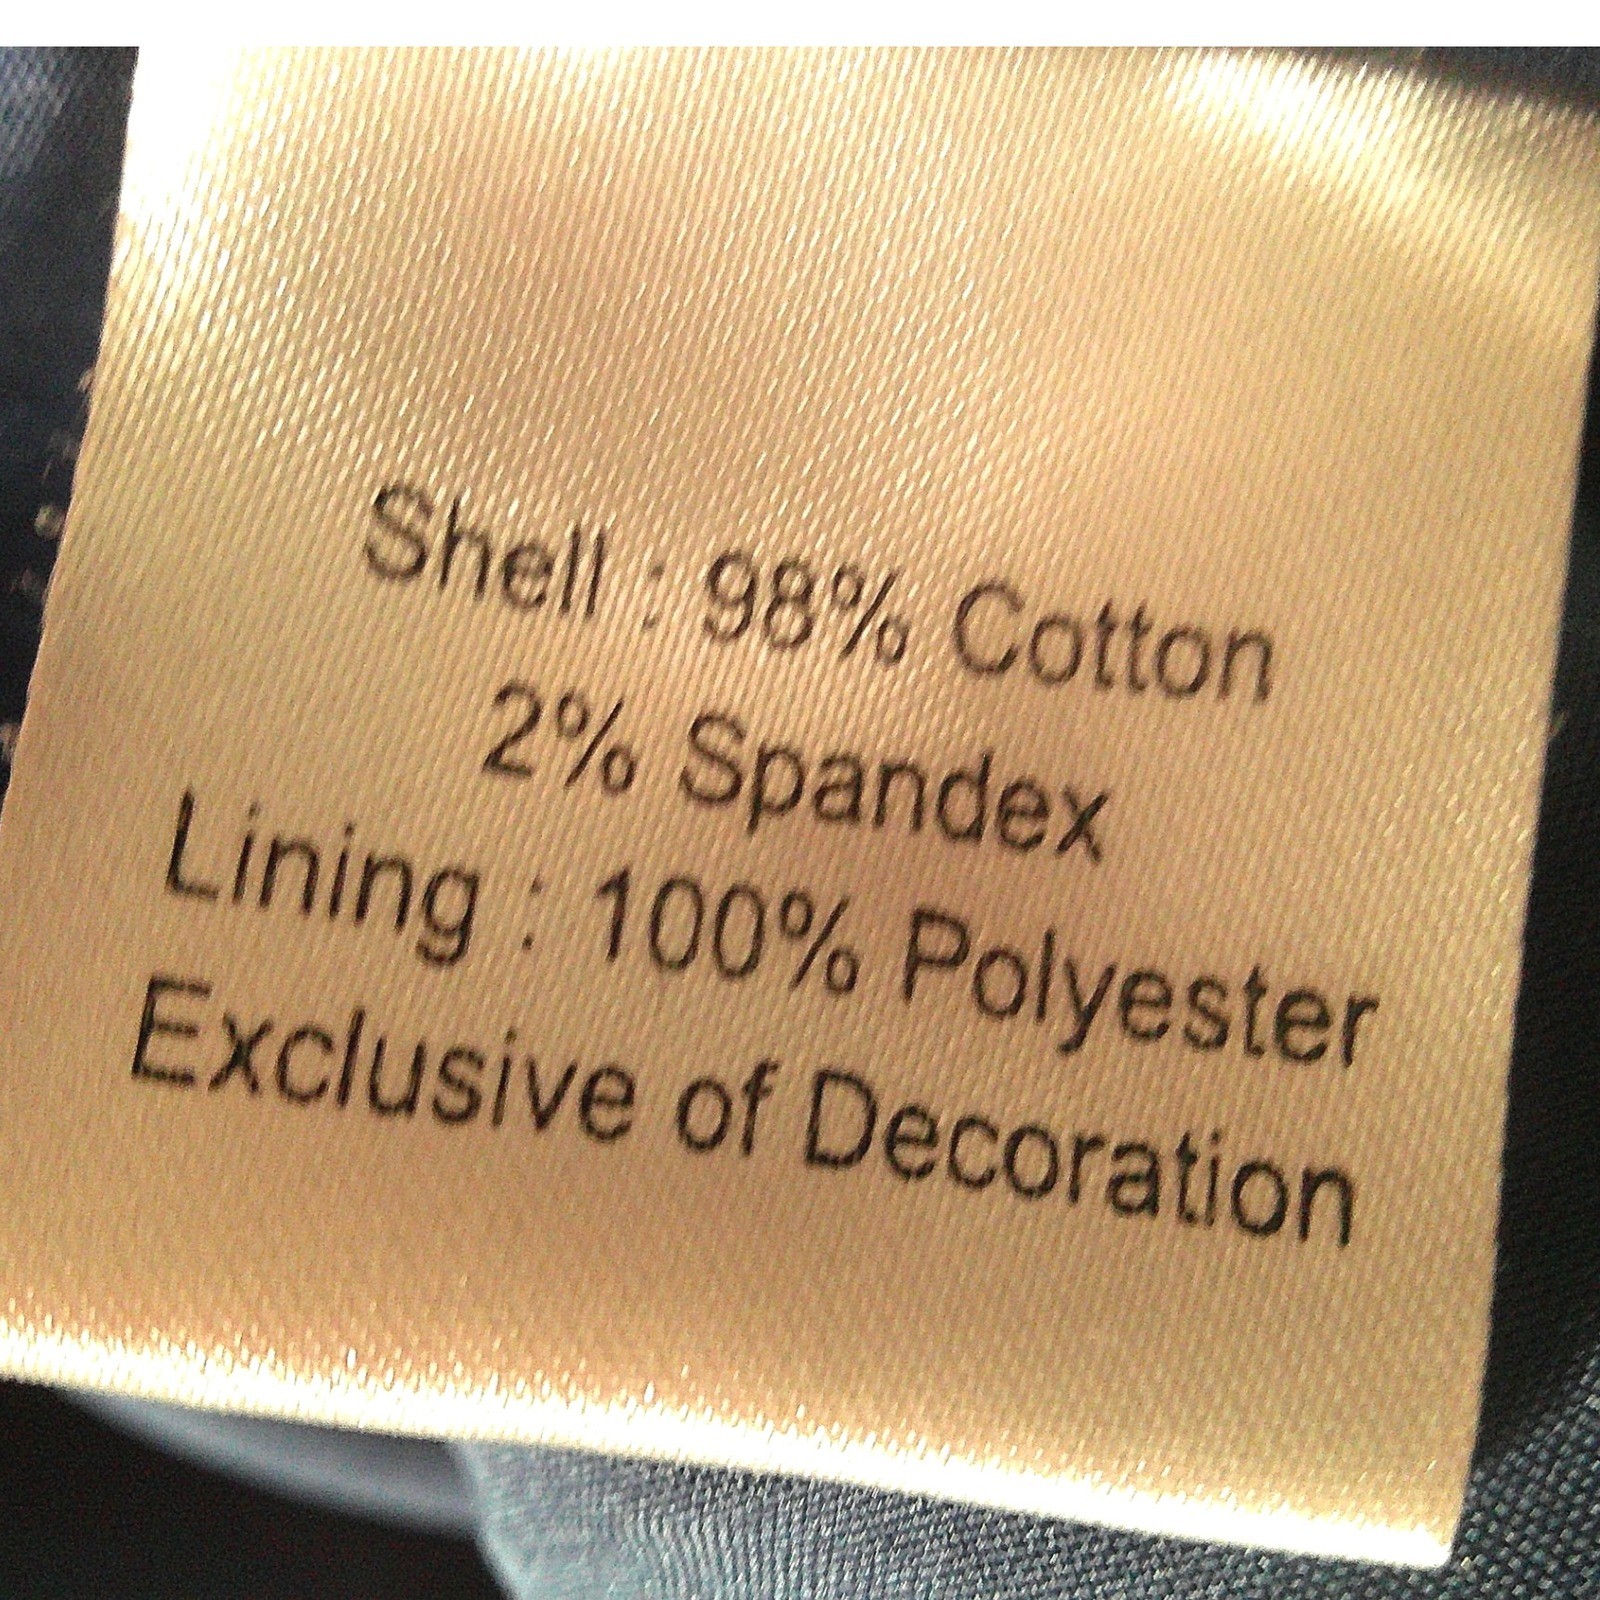 Shell : 98% Cotton
2% Spandex
Lining : 100% Polyester
Exclusive of Decoration